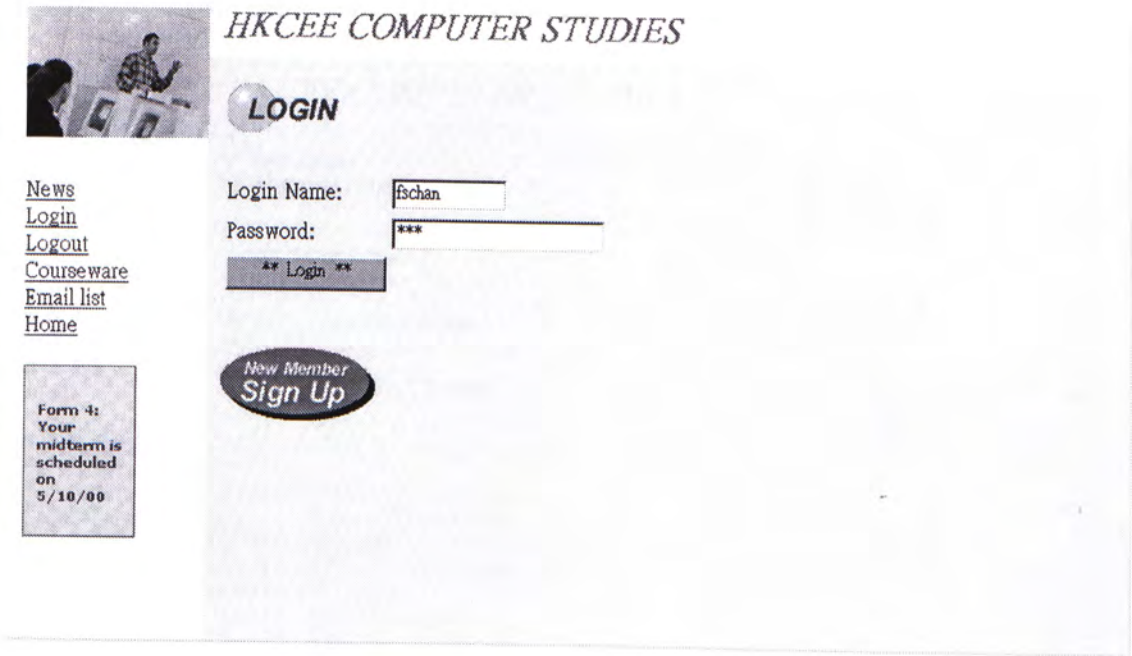 HKCEE COMPUTER STUDIES
LOGIN
News
Login
Logout
Courseware
Email list
Home
Form 4:
Your
midterm is
scheduled
on
5/10/00
Login Name: fschan
Password: ***
** Login **
New Member
Sign Up